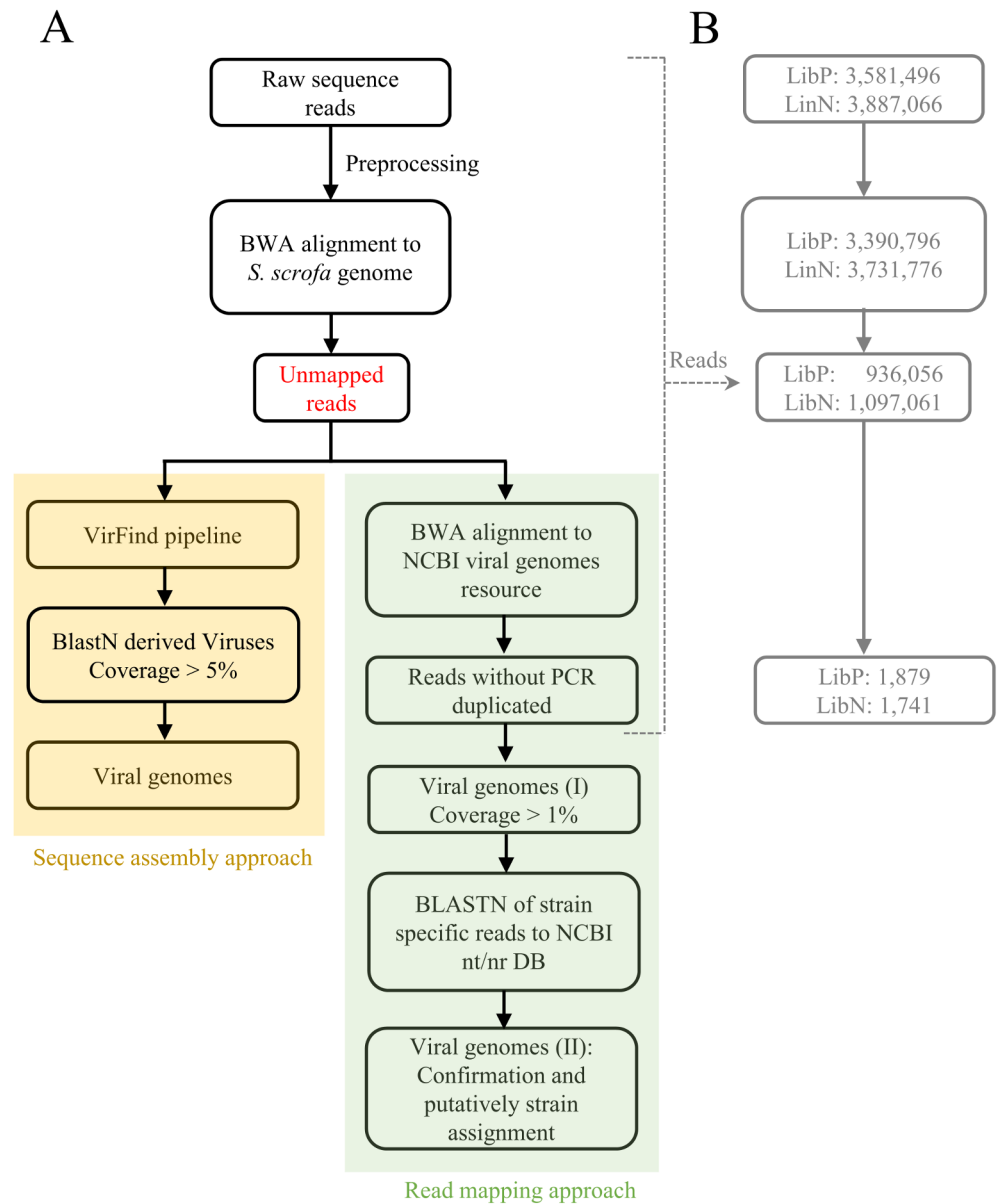 A
Raw sequence
reads
Preprocessing
BWA alignment to
S. scrofa genome
Unmapped
reads
VirFind pipeline
BlastN derived Viruses
Coverage > 5%
Viral genomes
Sequence assembly approach
BWA alignment to
NCBI viral genomes
resource
Reads without PCR
duplicated
Viral genomes (I)
Coverage > 1%
BLASTN of strain
specific reads to NCBI
nt/nr DB
Viral genomes (II):
Confirmation and
putatively strain
assignment
Read mapping approach
Reads
B
LibP: 3,581,496
LinN: 3,887,066
LibP: 3,390,796
LinN: 3,731,776
LibP: 936,056
LibN: 1,097,061
LibP: 1,879
LibN: 1,741